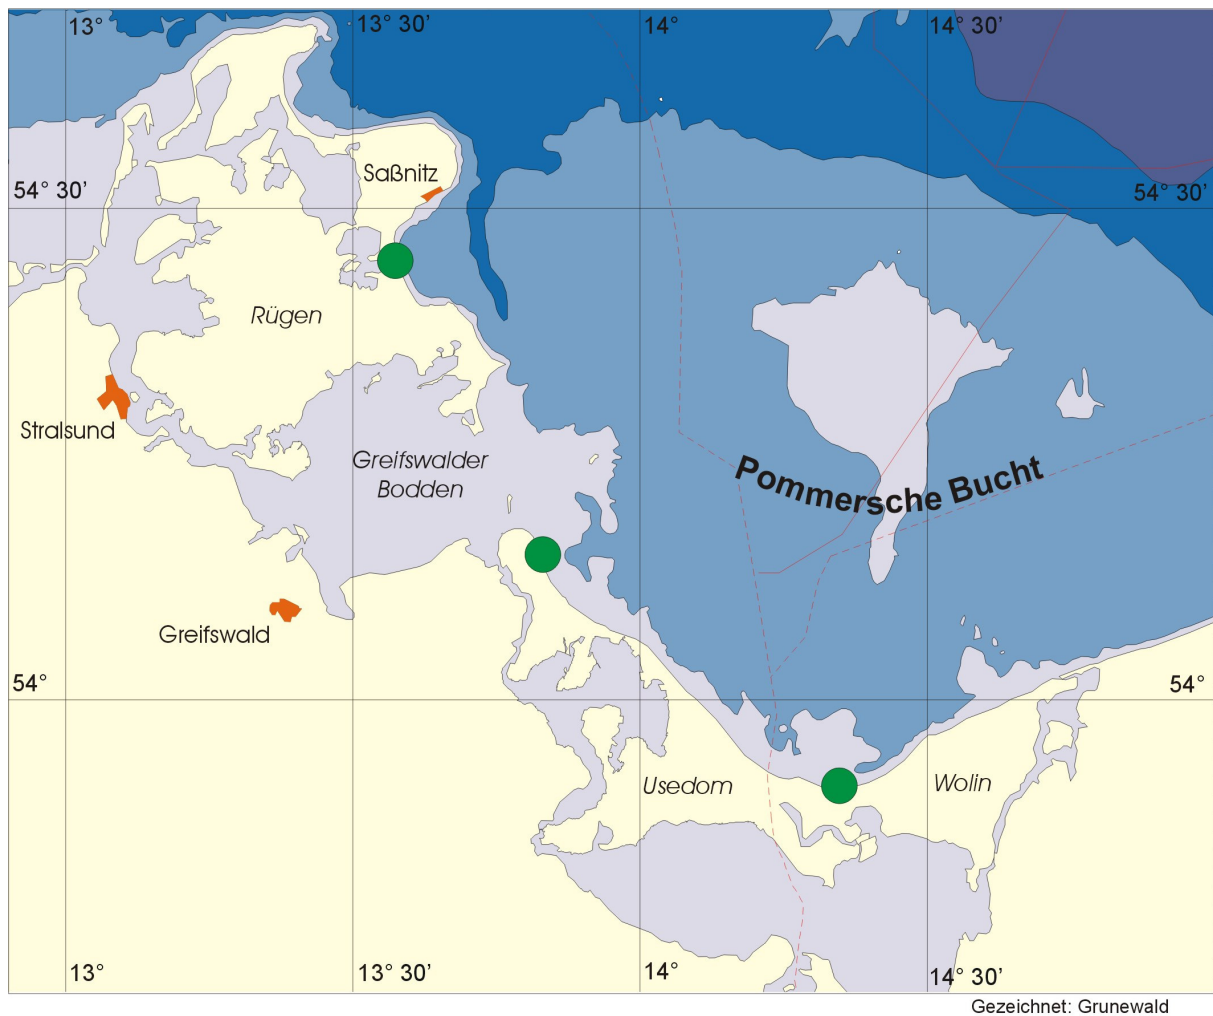 13°
13° 30’
14°
14° 30’
Saßnitz
54° 30’
54° 30’
Rügen
Stralsund
Greifswalder
Bodden
Pommersche Bucht
Greifswald
54°
54°
Usedom
Wolin
13°
13° 30’
14°
14° 30’
Gezeichnet: Grunewald